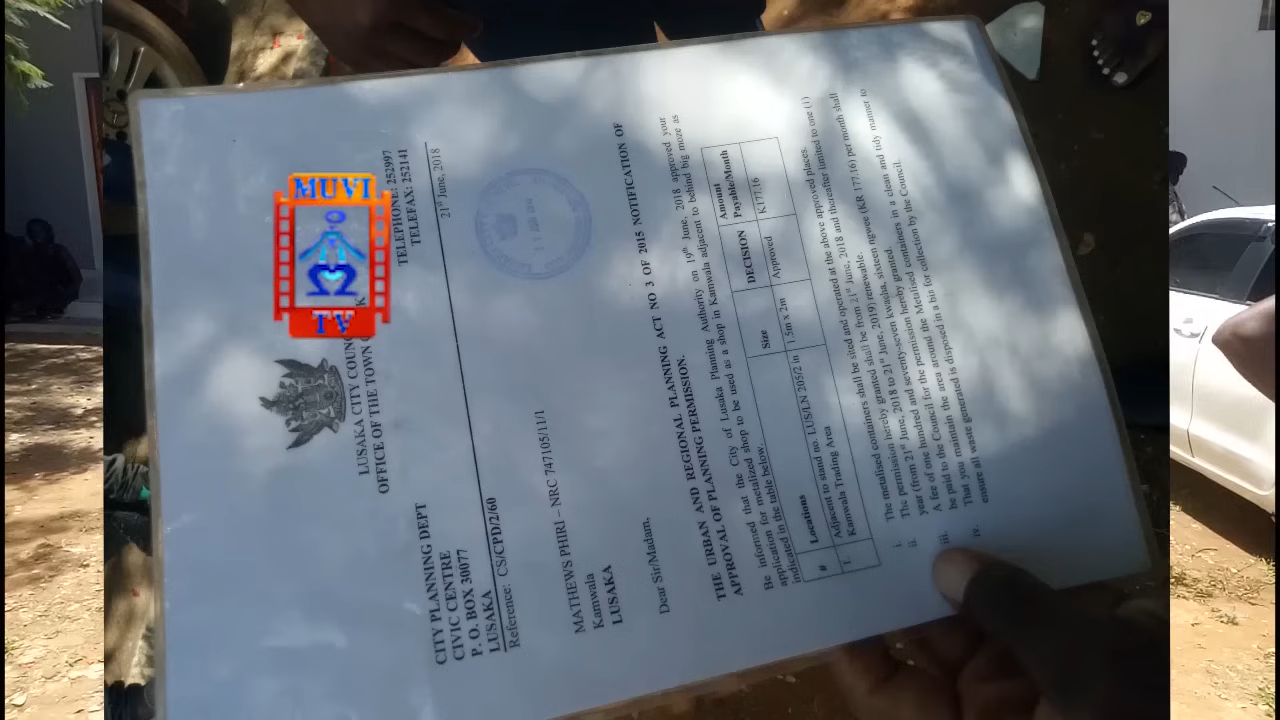 MUVI
TV
LUSAKA CITY COUNC
OFFICE OF THE TOWN C K
CITY PLANNING DEPT
CIVIC CENTRE
P. O. BOX 30077
LUSAKA
TELEPHONE: 252997
TELEFAX: 252141
Reference: CS/CPD/2/60
21st June, 2018
MATHEWS PHIRI – NRC 747105/11/1
Kamwala
LUSAKA
Dear Sir/Madam,
THE URBAN AND REGIONAL PLANNING ACT NO 3 OF 2015 NOTIFICATION OF
APPROVAL OF PLANNING PERMISSION.
Be informed that the City of Lusaka Planning Authority on 19th June, 2018 approved your
application for metalized shop to be used as a shop in Kamwala adjacent to behind big moze as
indicated in the table below.
# Locations Size DECISION Amount Payable/Month
1. Adjacent to stand no. LUS/LN 205/2 in Kamwala Trading Area 1.5m x 2m Approved K177.16
i. The metalised containers shall be sited and operated at the above approved places.
ii. The permission hereby granted shall be from 21st June, 2018 and thereafter limited to one (1)
year (from 21st June, 2018 to 21st June, 2019) renewable.
iii. A fee of one hundred and seventy-seven kwacha, sixteen ngwee (KR 177.16) per month shall
be paid to the Council for the permission hereby granted.
iv. That you maintain the area around the Metalised containers in a clean and tidy manner to
ensure all waste generated is disposed in a bin for collection by the Council.